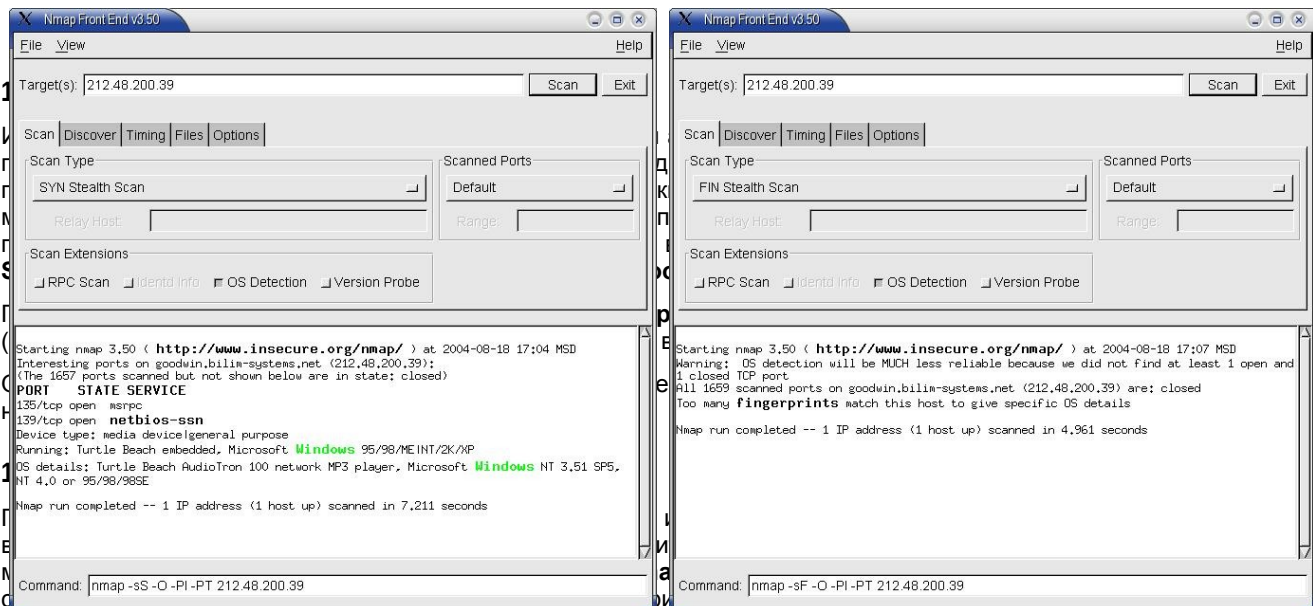 Nmap Front End v3.50
File View Help
Target(s): 212.48.200.39 Scan Exit
Scan Discover Timing Files Options
Scan Type Scanned Ports
SYN Stealth Scan Default
Relay Host: Range:
Scan Extensions
RPC Scan Identd Info OS Detection Version Probe
Starting nmap 3.50 ( http://www.insecure.org/nmap/ ) at 2004-08-18 17:04 MSD
Interesting ports on goodwin.bilim-systems.net (212.48.200.39):
(The 1657 ports scanned but not shown below are in state: closed)
PORT STATE SERVICE
135/tcp open msrpc
139/tcp open netbios-ssn
Device type: media device|general purpose
Running: Turtle Beach embedded, Microsoft Windows 95/98/ME|NT/2K/XP
OS details: Turtle Beach AudioTron 100 network MP3 player, Microsoft Windows NT 3.51 SP5,
NT 4.0 or 95/98/98SE
Nmap run completed -- 1 IP address (1 host up) scanned in 7.211 seconds
Command: nmap -sS -O -PI -PT 212.48.200.39
Nmap Front End v3.50
File View Help
Target(s): 212.48.200.39 Scan Exit
Scan Discover Timing Files Options
Scan Type Scanned Ports
FIN Stealth Scan Default
Relay Host: Range:
Scan Extensions
RPC Scan Identd Info OS Detection Version Probe
Starting nmap 3.50 ( http://www.insecure.org/nmap/ ) at 2004-08-18 17:07 MSD
Warning: OS detection will be MUCH less reliable because we did not find at least 1 open and
1 closed TCP port
All 1659 scanned ports on goodwin.bilim-systems.net (212.48.200.39) are: closed
Too many fingerprints match this host to give specific OS details
Nmap run completed -- 1 IP address (1 host up) scanned in 4.961 seconds
Command: nmap -sF -O -PI -PT 212.48.200.39